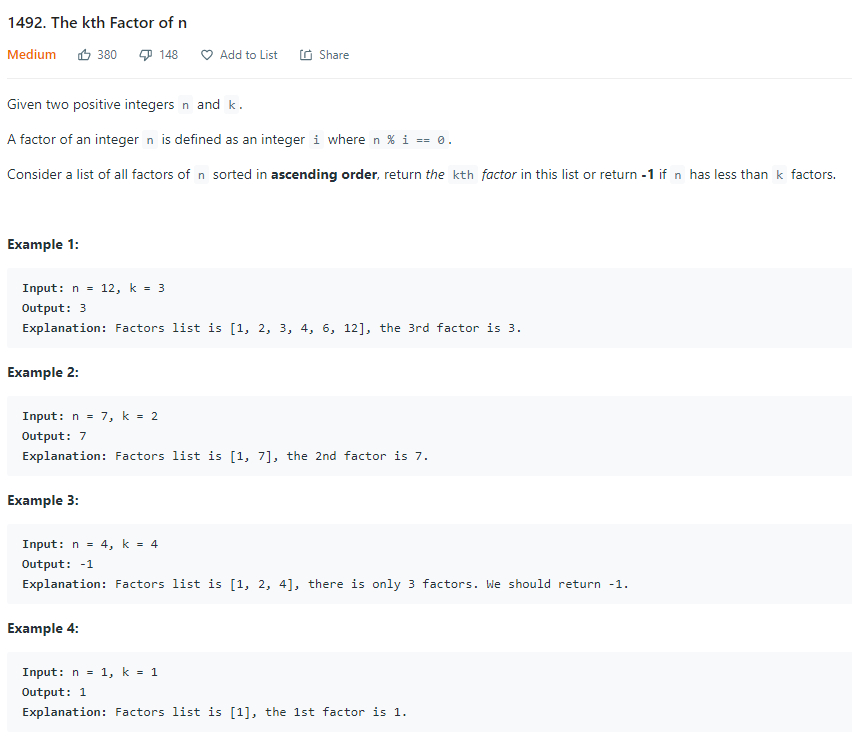 1492. The kth Factor of n
Medium 380 148 Add to List Share
Given two positive integers n and k.
A factor of an integer n is defined as an integer i where n % i == 0.
Consider a list of all factors of n sorted in ascending order, return the kth factor in this list or return -1 if n has less than k factors.
Example 1:
Input: n = 12, k = 3
Output: 3
Explanation: Factors list is [1, 2, 3, 4, 6, 12], the 3rd factor is 3.
Example 2:
Input: n = 7, k = 2
Output: 7
Explanation: Factors list is [1, 7], the 2nd factor is 7.
Example 3:
Input: n = 4, k = 4
Output: -1
Explanation: Factors list is [1, 2, 4], there is only 3 factors. We should return -1.
Example 4:
Input: n = 1, k = 1
Output: 1
Explanation: Factors list is [1], the 1st factor is 1.